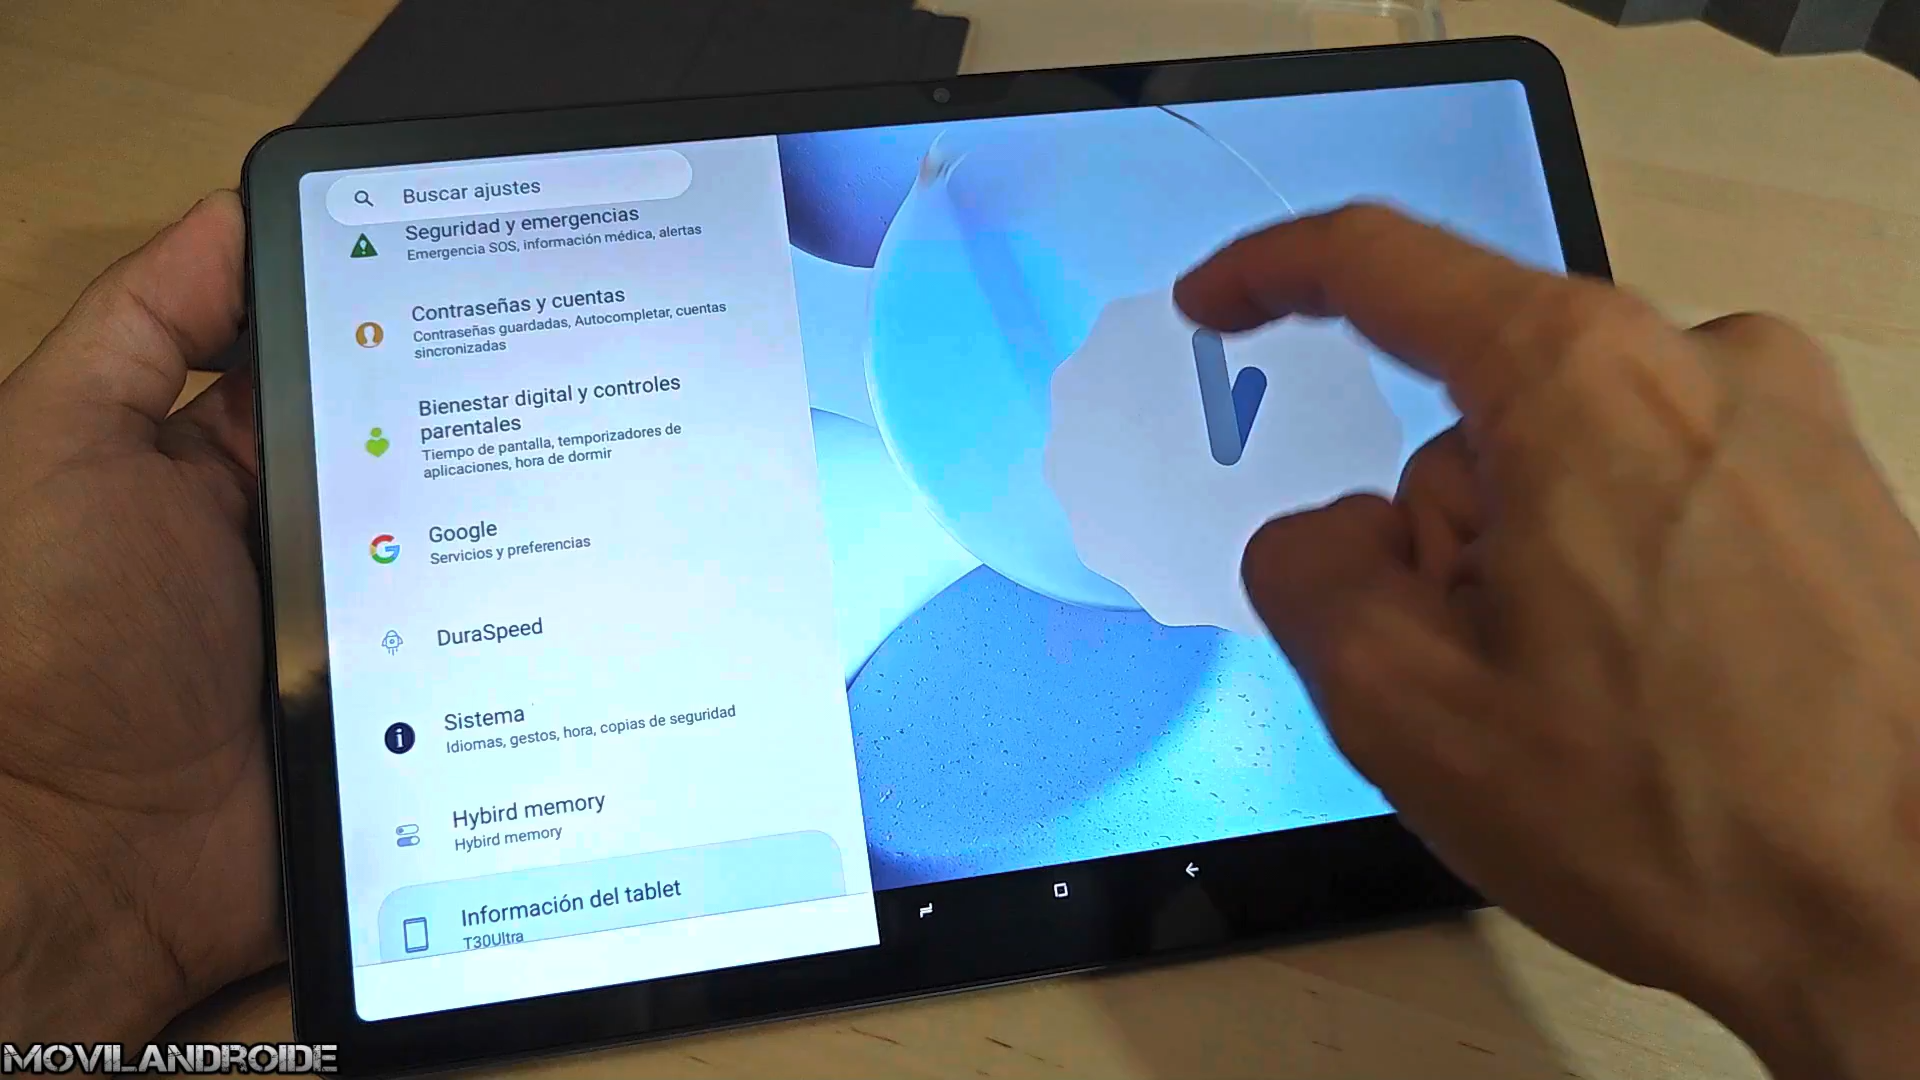 Buscar ajustes
Seguridad y emergencias
Emergencia SOS, información médica, alertas
Contraseñas y cuentas
Contraseñas guardadas, Autocompletar, cuentas
sincronizadas
Bienestar digital y controles
parentales
Tiempo de pantalla, temporizadores de
aplicaciones, hora de dormir
Google
Servicios y preferencias
DuraSpeed
Sistema
Idiomas, gestos, hora, copias de seguridad
Hybird memory
Hybird memory
Información del tablet
T30Ultra
MOVILANDROIDE